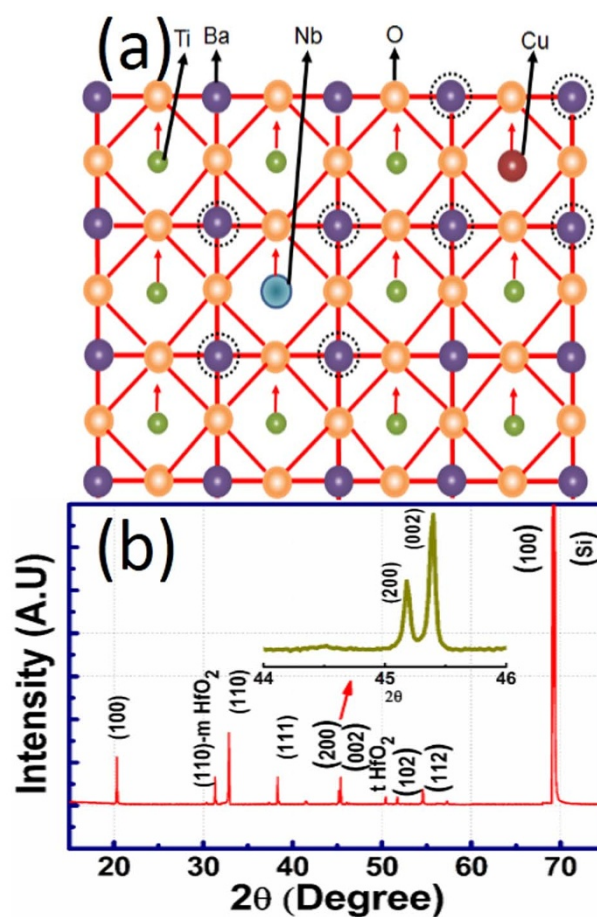 (a)
Ti Ba Nb O Cu
(b)
Intensity (A.U)
(100)
(110)-m HfO2
(110)
(111)
(200)
(002)
t HfO2
(102)
(112)
(100)
(si)
(200)
(002)
44 45 46
2θ
20 30 40 50 60 70
2θ (Degree)